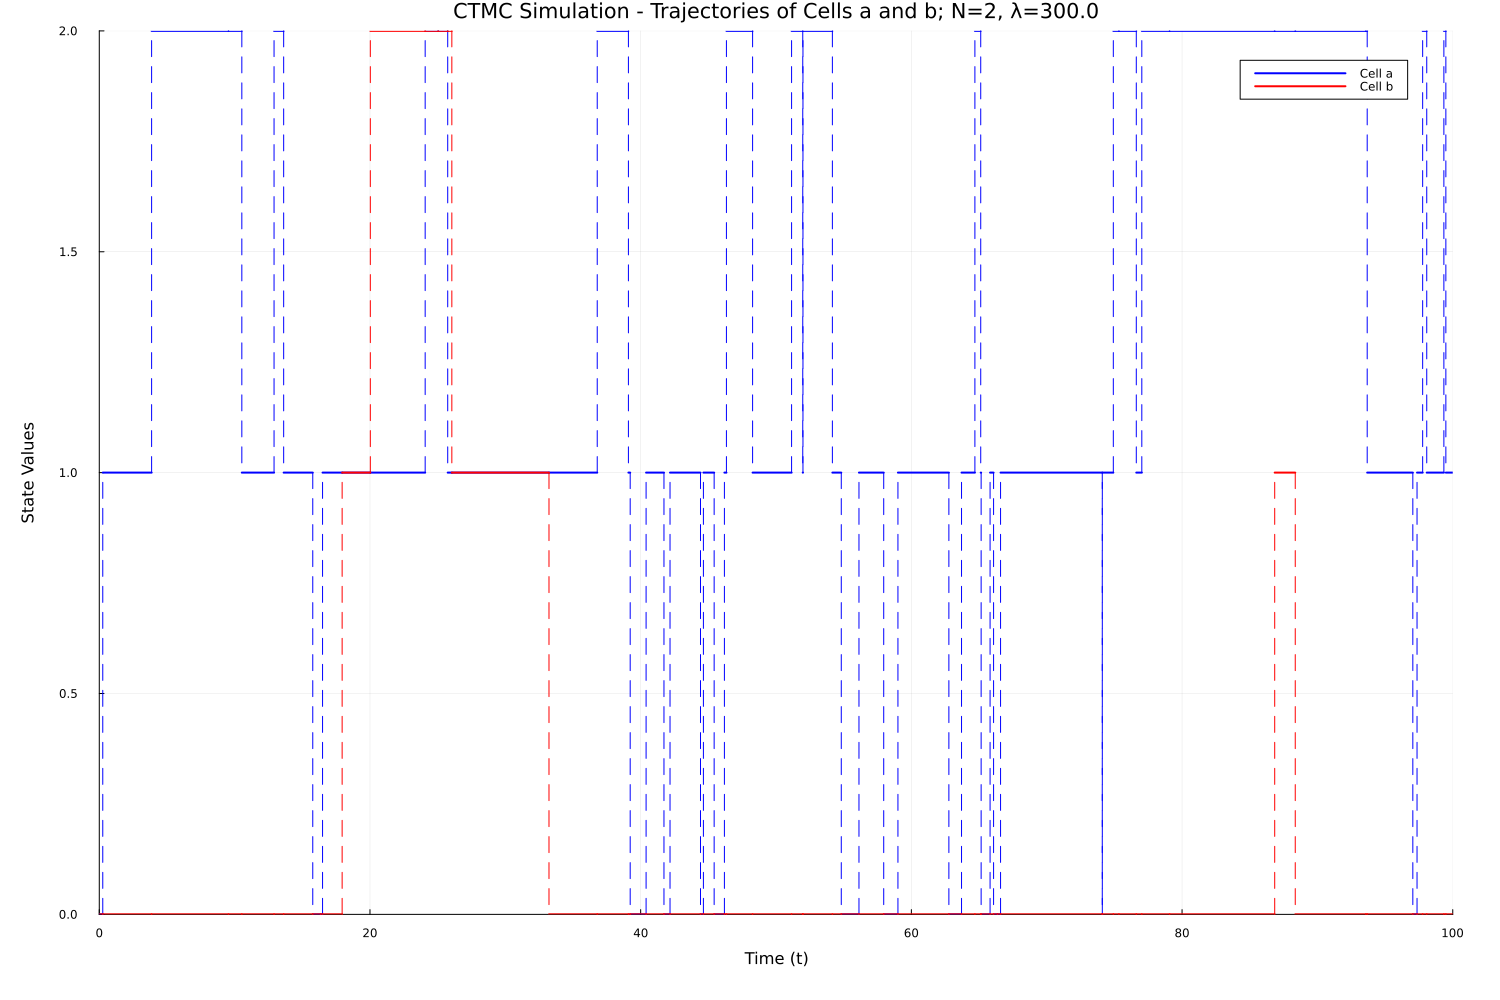 CTMC Simulation - Trajectories of Cells a and b; N=2, λ=300.0
2.0
Cell a
Cell b
1.5
State Values
1.0
0.5
0.0
0 20 40 60 80 100
Time (t)